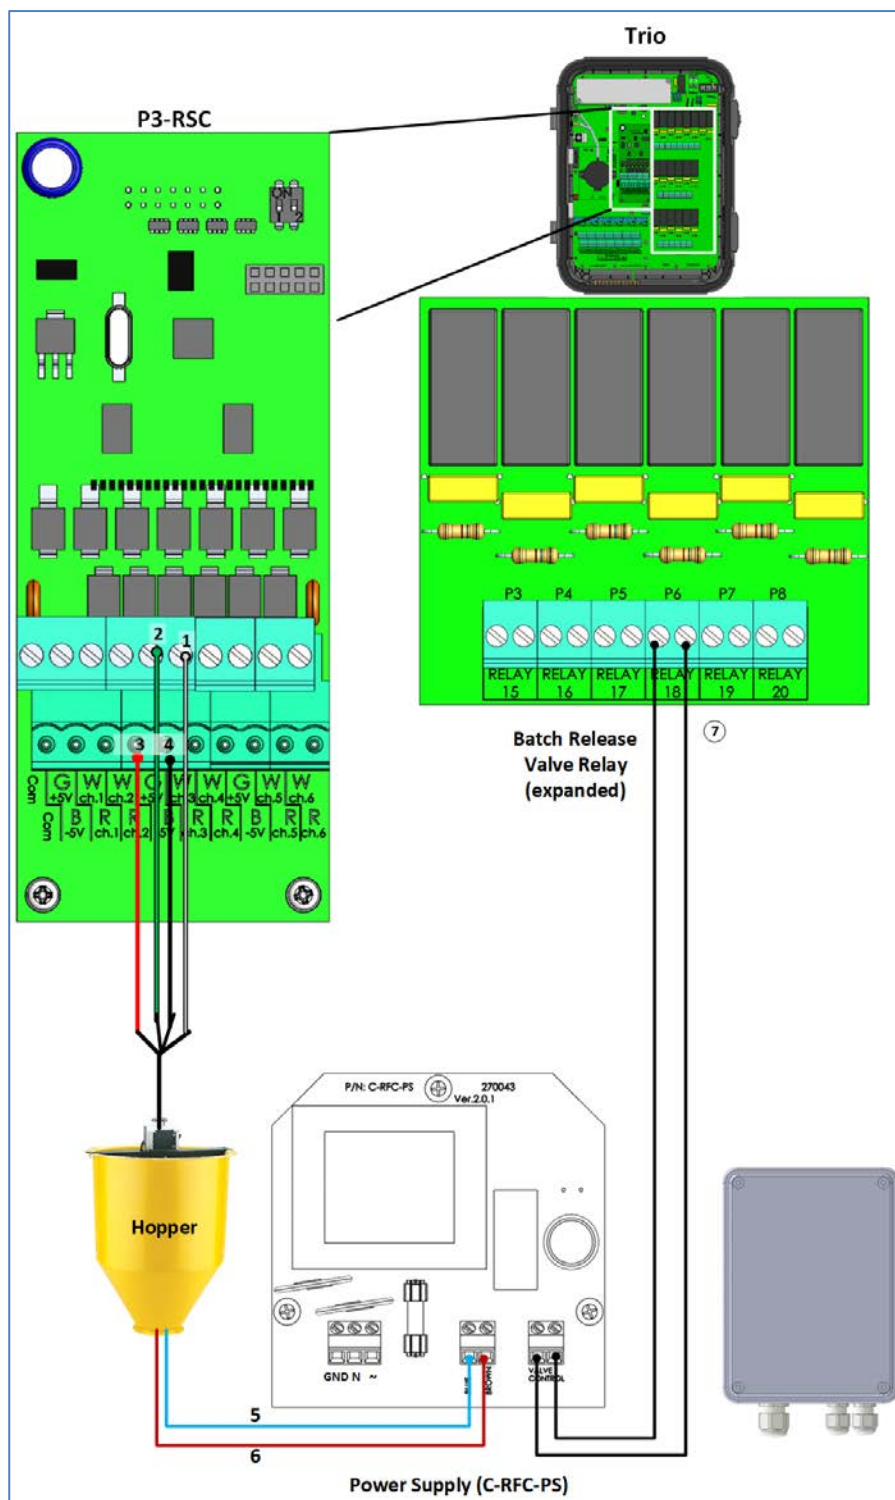 Trio
P3-RSC
ON
1 2
2
1
3
4
Com G W W G W W G W W
+5V ch.1 ch.2 +5V ch.3 ch.4 +5V ch.5 ch.6
Com B R R B R R B R R
-5V ch.1 ch.2 -5V ch.3 ch.4 -5V ch.5 ch.6
P3 P4 P5 P6 P7 P8
RELAY RELAY RELAY RELAY RELAY RELAY
15 16 17 18 19 20
7
Batch Release
Valve Relay
(expanded)
P/N: C-RFC-PS 270043
Ver.2.0.1
Hopper
GND N ~
BLUE
BROWN
VALVE
CONTROL
5
6
Power Supply (C-RFC-PS)